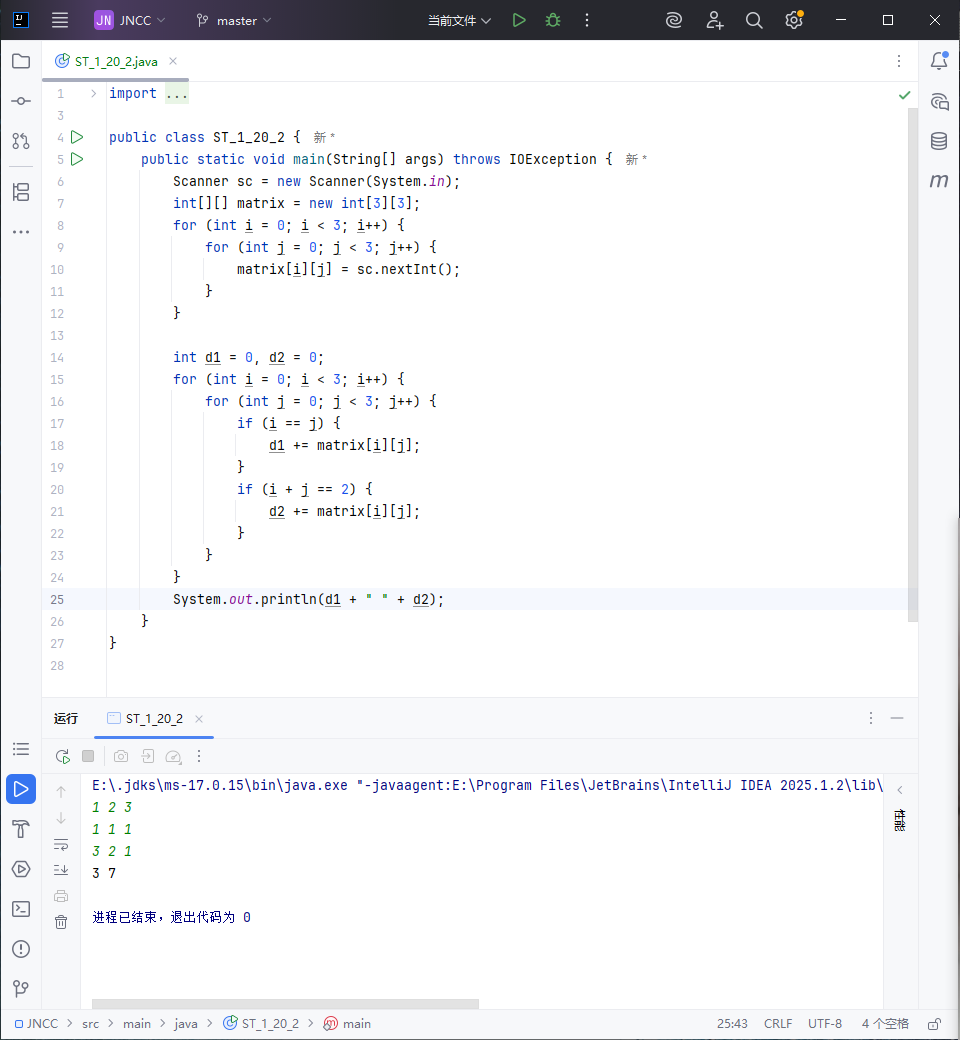 JN JNCC master 当前文件
ST_1_20_2.java
1 import ...
3
4 public class ST_1_20_2 { 新 *
5 public static void main(String[] args) throws IOException { 新 *
6 Scanner sc = new Scanner(System.in);
7 int[][] matrix = new int[3][3];
8 for (int i = 0; i < 3; i++) {
9 for (int j = 0; j < 3; j++) {
10 matrix[i][j] = sc.nextInt();
11 }
12 }
13
14 int d1 = 0, d2 = 0;
15 for (int i = 0; i < 3; i++) {
16 for (int j = 0; j < 3; j++) {
17 if (i == j) {
18 d1 += matrix[i][j];
19 }
20 if (i + j == 2) {
21 d2 += matrix[i][j];
22 }
23 }
24 }
25 System.out.println(d1 + " " + d2);
26 }
27 }
28
运行 ST_1_20_2
E:\.jdks\ms-17.0.15\bin\java.exe "-javaagent:E:\Program Files\JetBrains\IntelliJ IDEA 2025.1.2\lib\
1 2 3
1 1 1
3 2 1
3 7
进程已结束，退出代码为 0
性能
JNCC > src > main > java > ST_1_20_2 > main 25:43 CRLF UTF-8 4 个空格